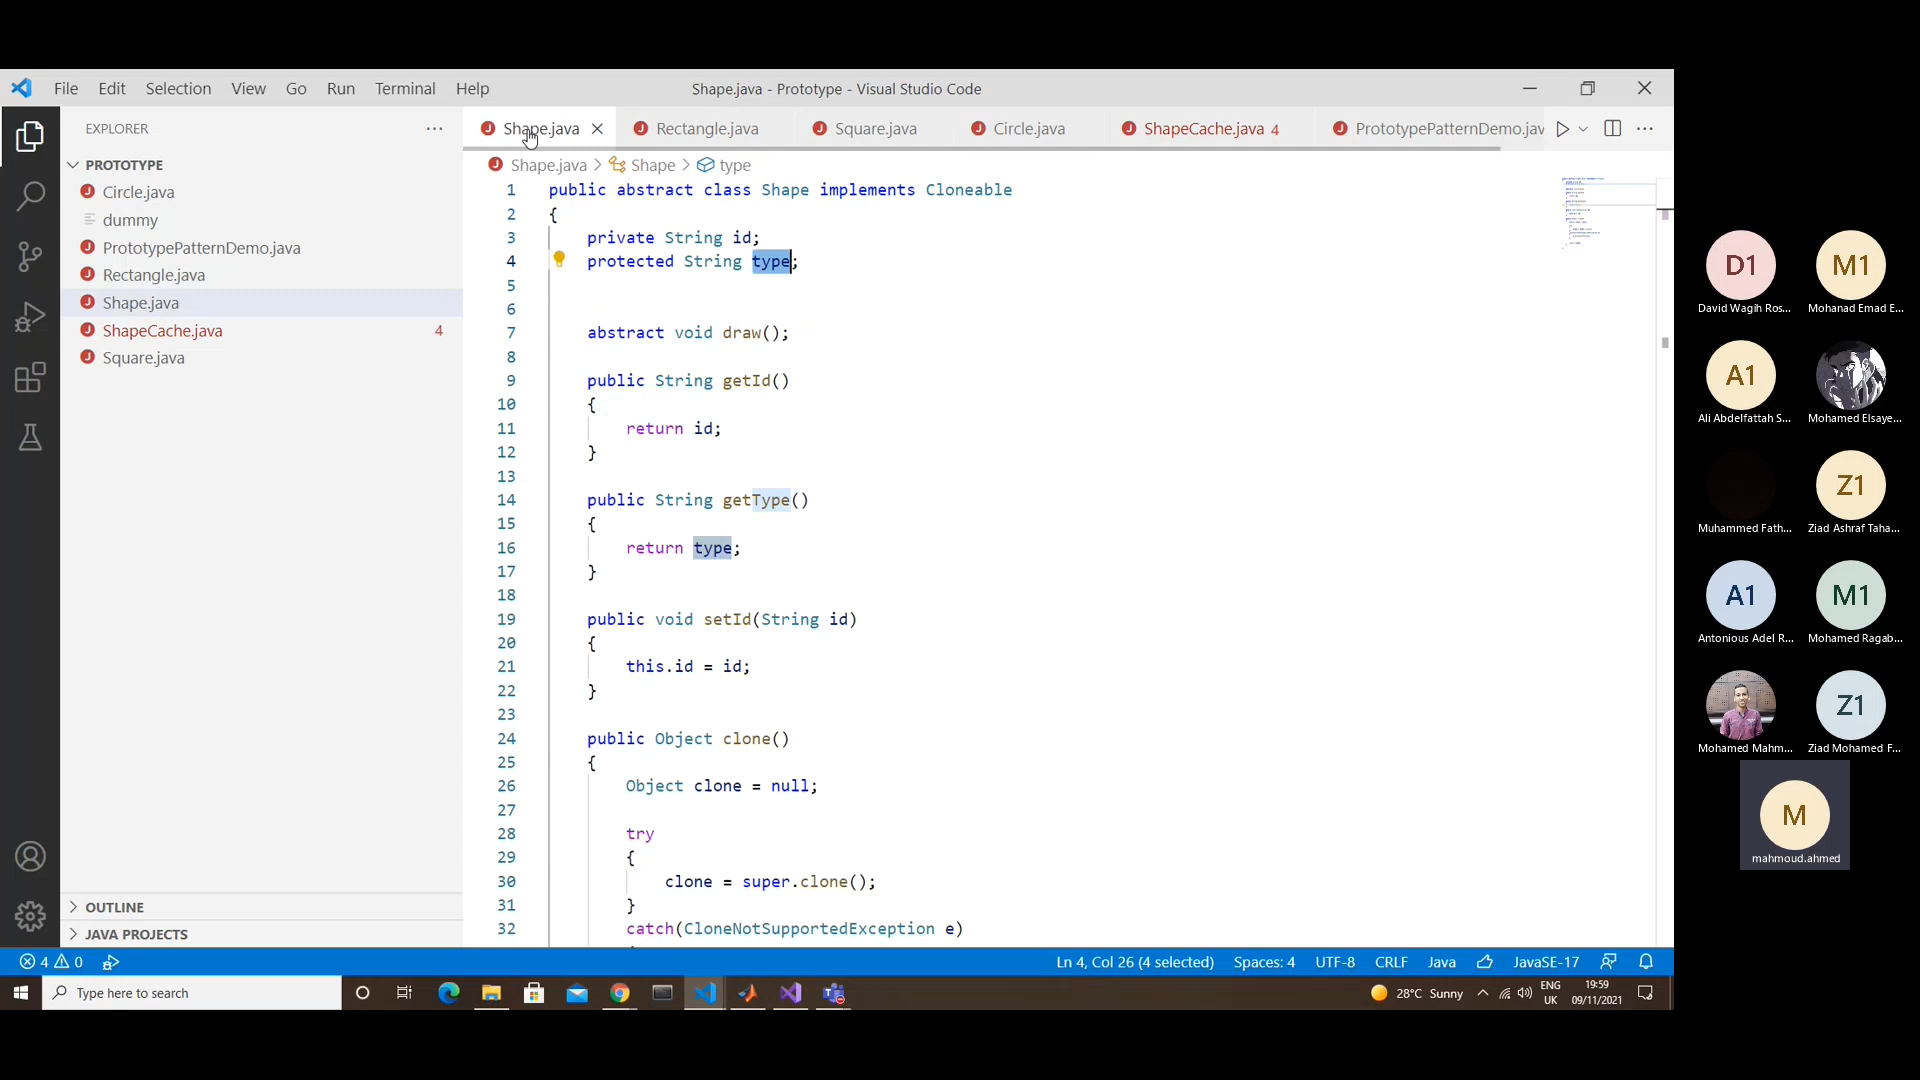 File Edit Selection View Go Run Terminal Help
Shape.java - Prototype - Visual Studio Code
EXPLORER
PROTOTYPE
Circle.java
dummy
PrototypePatternDemo.java
Rectangle.java
Shape.java
ShapeCache.java 4
Square.java
OUTLINE
JAVA PROJECTS
Shape.java Rectangle.java Square.java Circle.java ShapeCache.java 4 PrototypePatternDemo.jav
Shape.java > Shape > type
1 public abstract class Shape implements Cloneable
2 {
3 private String id;
4 protected String type;
5
6
7 abstract void draw();
8
9 public String getId()
10 {
11 return id;
12 }
13
14 public String getType()
15 {
16 return type;
17 }
18
19 public void setId(String id)
20 {
21 this.id = id;
22 }
23
24 public Object clone()
25 {
26 Object clone = null;
27
28 try
29 {
30 clone = super.clone();
31 }
32 catch(CloneNotSupportedException e)
4 0
Ln 4, Col 26 (4 selected) Spaces: 4 UTF-8 CRLF Java JavaSE-17
Type here to search
28°C Sunny
ENG
UK
19:59
09/11/2021
D1
David Wagih Ros...
M1
Mohanad Emad E...
A1
Ali Abdelfattah S...
Mohamed Elsaye...
Muhammed Fath...
Z1
Ziad Ashraf Taha...
A1
Antonious Adel R...
M1
Mohamed Ragab...
Mohamed Mahm...
Z1
Ziad Mohamed F...
M
mahmoud.ahmed